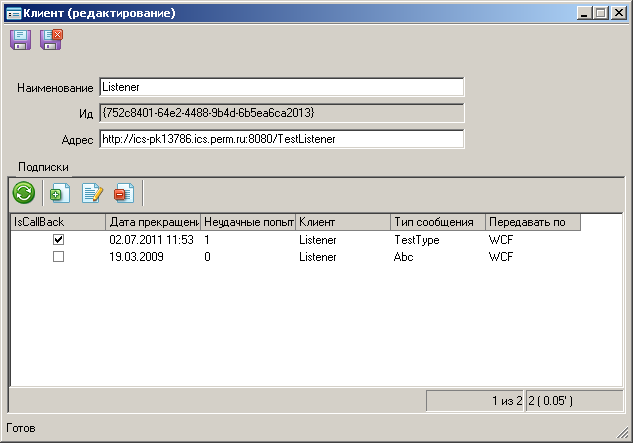 Клиент (редактирование)
Наименование Listener
Ид {752c8401-64e2-4488-9b4d-6b5ea6ca2013}
Адрес http://ics-pk13786.ics.perm.ru:8080/TestListener
Подписки
IsCallBack Дата прекращени Неудачные попыт Клиент Тип сообщения Передавать по
02.07.2011 11:53 1 Listener TestType WCF
19.03.2009 0 Listener Abc WCF
1 из 2 2 ( 0.05' )
Готов